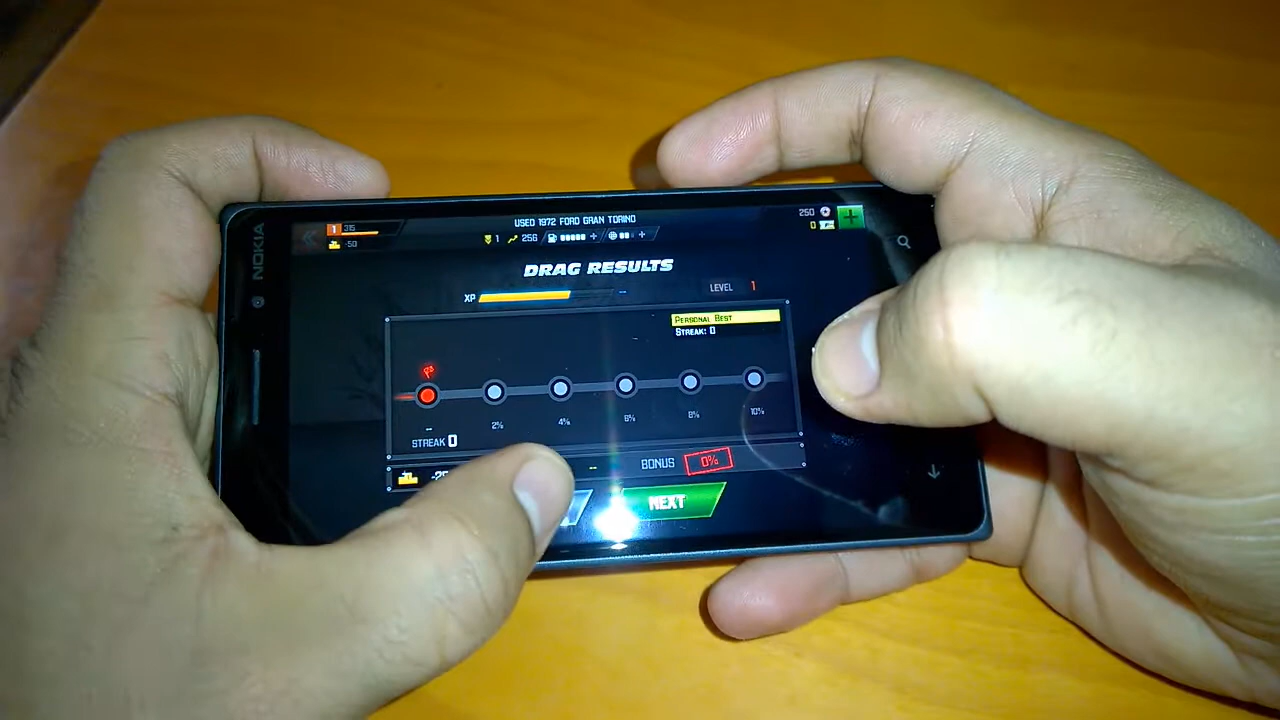 NOKIA
USED 1972 FORD GRAN TORINO
1 315
-50
1 256
+ +
250
0
+
DRAG RESULTS
XP
LEVEL 1
PERSONAL BEST
STREAK: 0
-- 2% 4% 6% 8% 10%
STREAK 0
--
BONUS 0%
NEXT